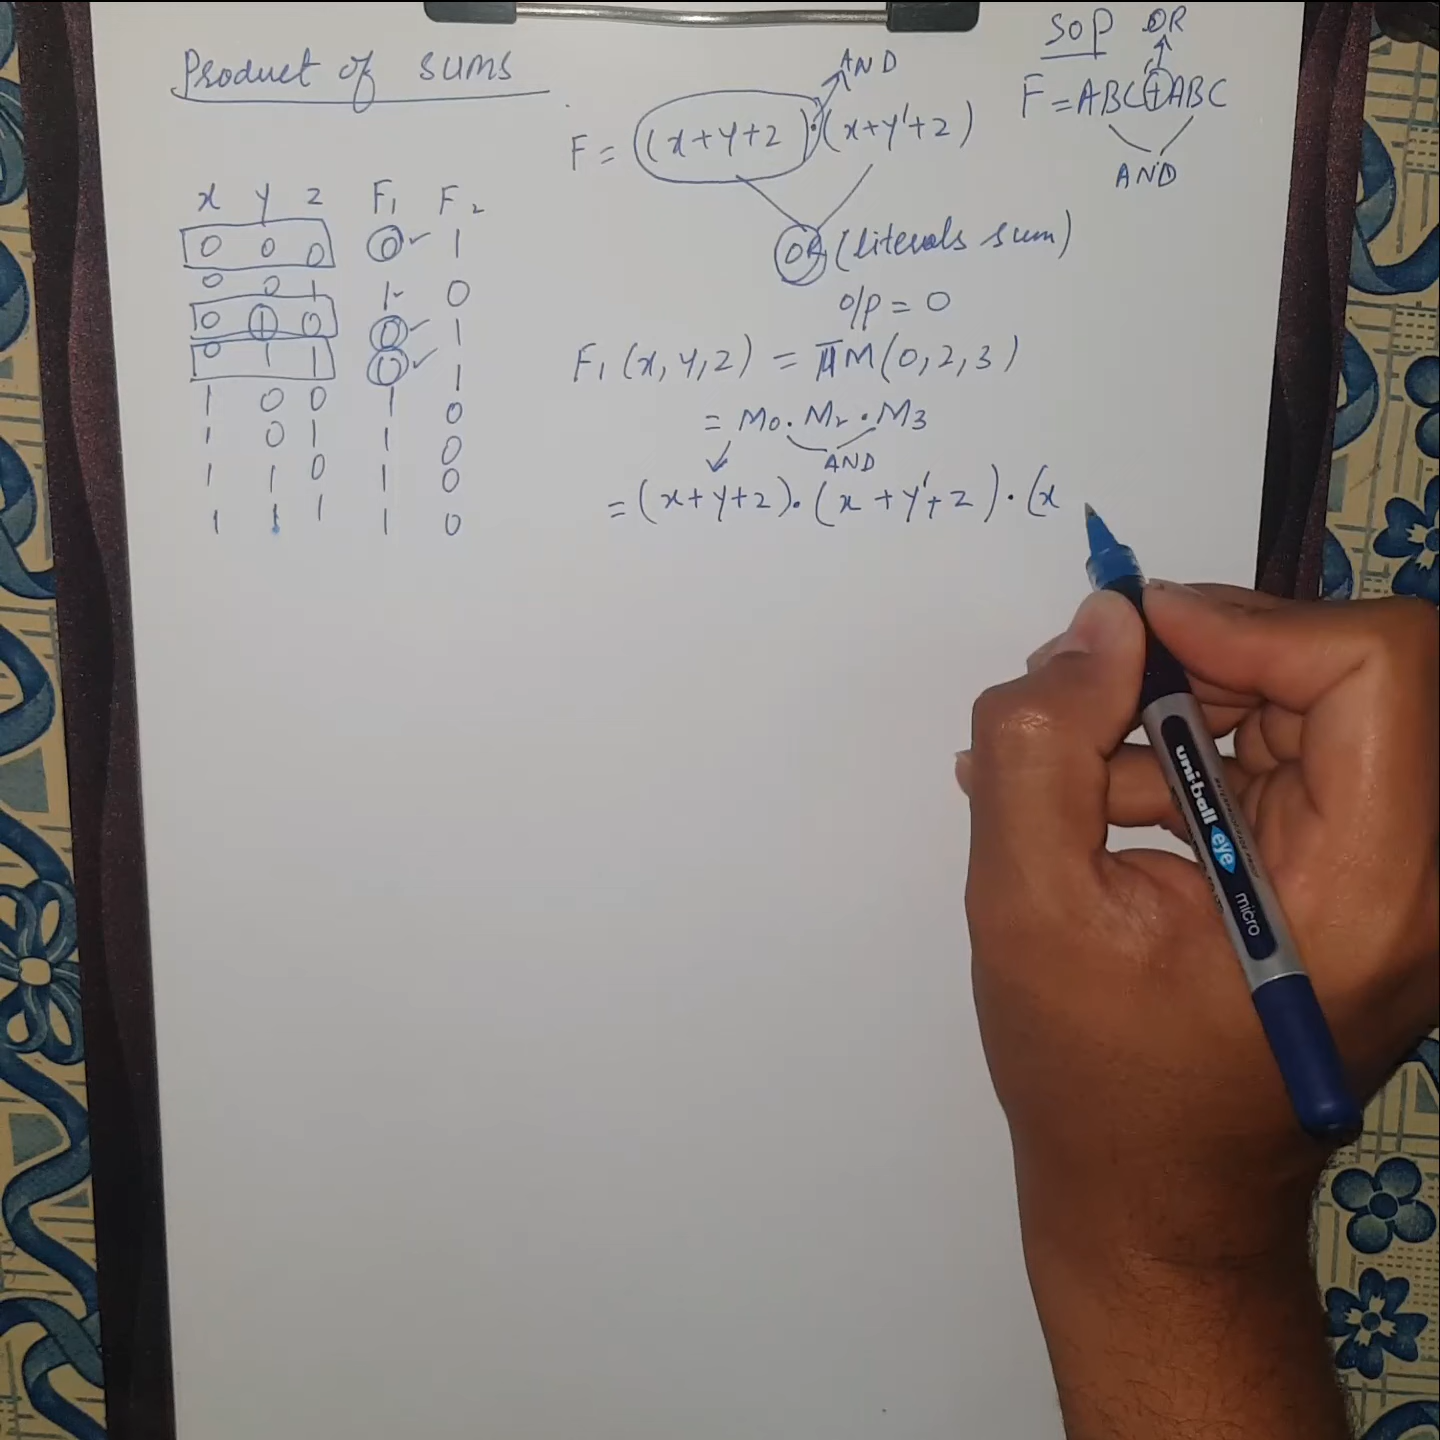 Product of sums
x y z F₁ F₂
0 0 0 0 ✓ 1
0 0 1 1 0
0 1 0 0 ✓ 1
0 1 1 0 ✓ 1
1 0 0 1 0
1 0 1 1 0
1 1 0 1 0
1 1 1 1 0
AND
F = (x+y+z)·(x+y'+z)
OR (literals sum)
o/p = 0
F₁ (x, y, z) = πM(0,2,3)
= M0 · M2 · M3
AND
= (x+y+z)·(x+y'+z)·(x
SOP OR
F = ABC + ABC
AND
uni-ball eye micro